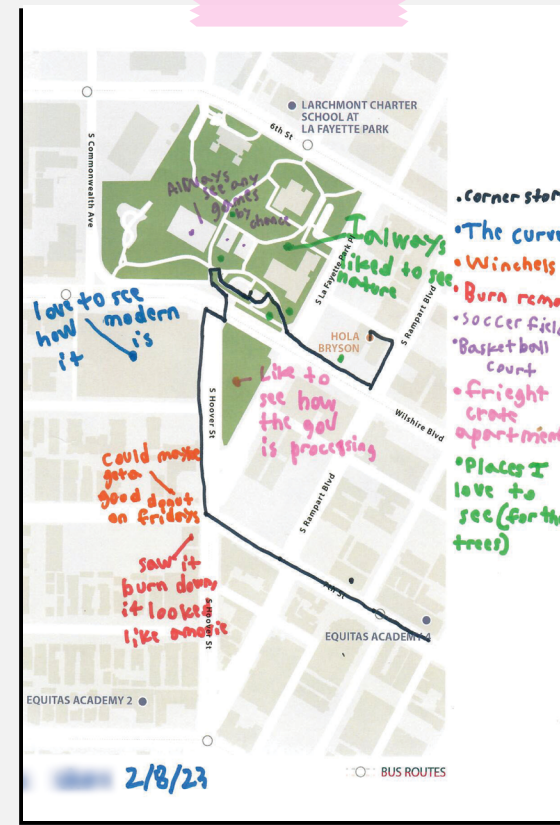 LARCHMONT CHARTER
SCHOOL AT
LA FAYETTE PARK
6th St
S Commonwealth Ave
Always
see any
games
by
chance
I always
liked to see
nature
S La Fayette Park Pl
S Rampart Blvd
love to see
how modern
it is
HOLA
BRYSON
Like to
see how
the gov
is processing
S Hoover St
Wilshire Blvd
S Rampart Blvd
could maybe
get a
good donut
on fridays
saw it
burn down
it looked
like a movie
S Hoover St
7th St
EQUITAS ACADEMY 4
EQUITAS ACADEMY 2
2/8/23
BUS ROUTES
• Corner stor
• The curv
• Winchels
• Burn remo
• Soccer field
• Basketball
court
• frieght
crate
apartment
• Places I
love to
see (for the
trees)